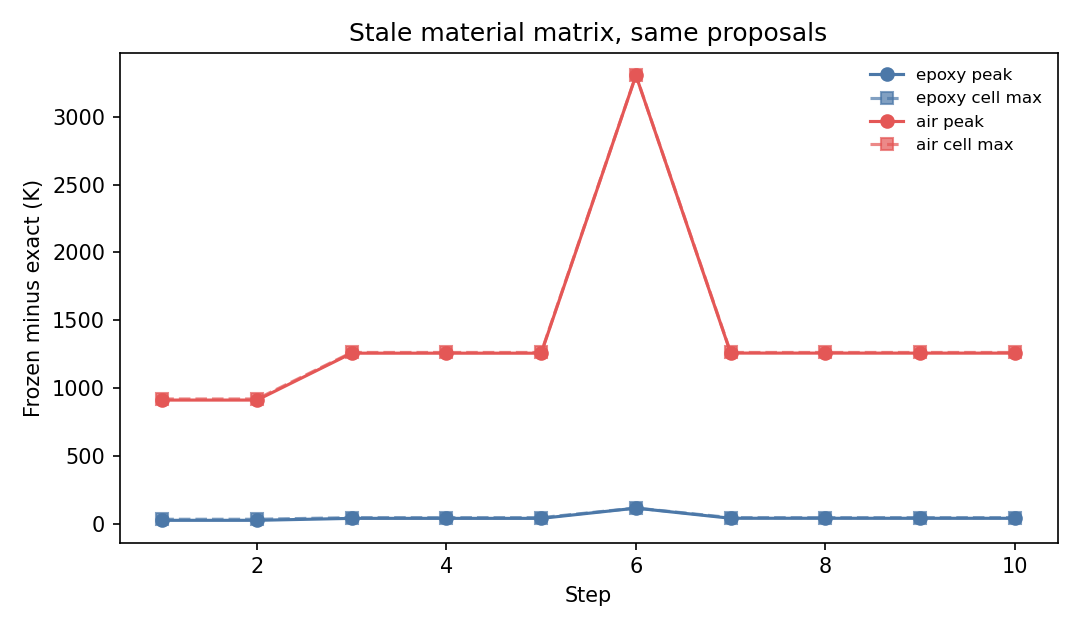 Stale material matrix, same proposals
Frozen minus exact (K)
3000
2500
2000
1500
1000
500
0
epoxy peak
epoxy cell max
air peak
air cell max
2 4 6 8 10
Step